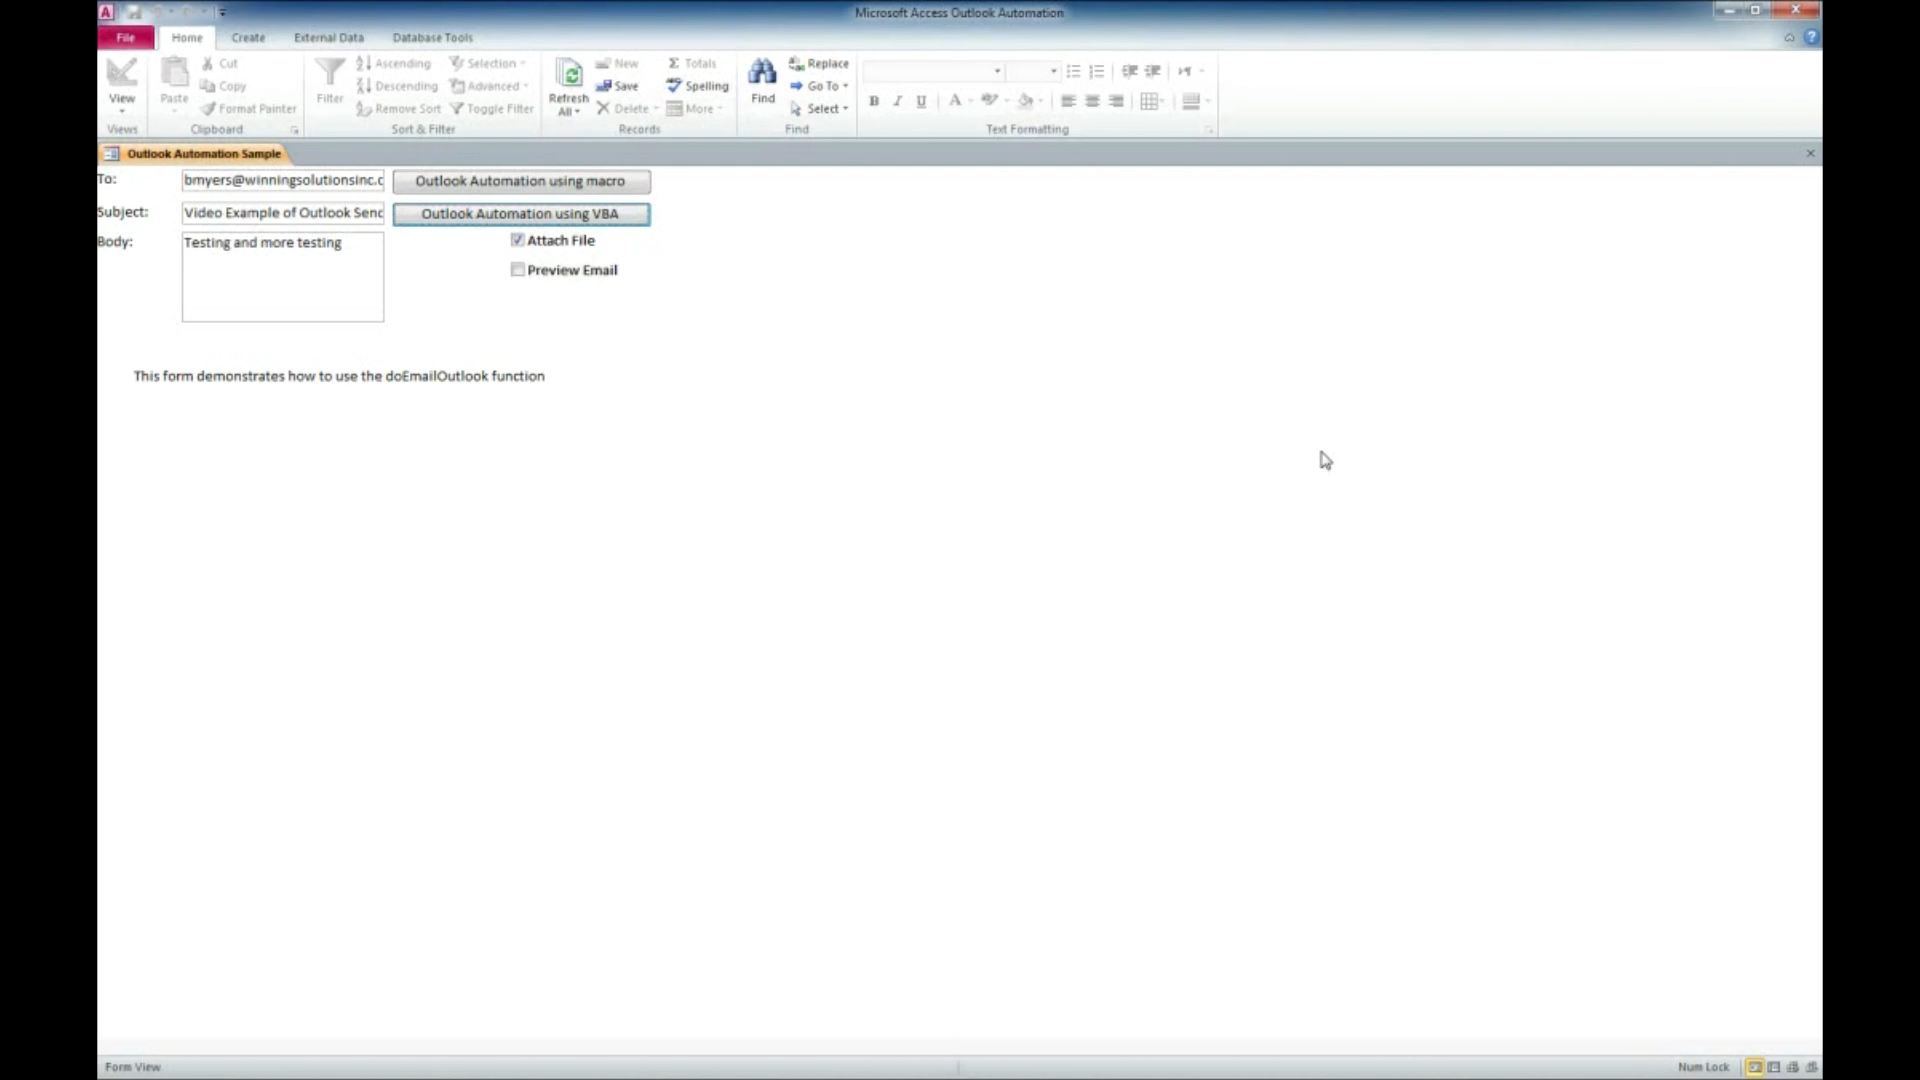 Microsoft Access Outlook Automation
File Home Create External Data Database Tools
Cut Ascending Selection New Totals Replace
Copy Descending Advanced Save Spelling Go To
View Paste Format Painter Filter Remove Sort Toggle Filter Refresh All Delete More Find Select
B I U A
Views Clipboard Sort & Filter Records Find Text Formatting
Outlook Automation Sample
To: bmyers@winningsolutionsinc.c Outlook Automation using macro
Subject: Video Example of Outlook Senc Outlook Automation using VBA
Body: Testing and more testing Attach File
Preview Email
This form demonstrates how to use the doEmailOutlook function
Form View Num Lock